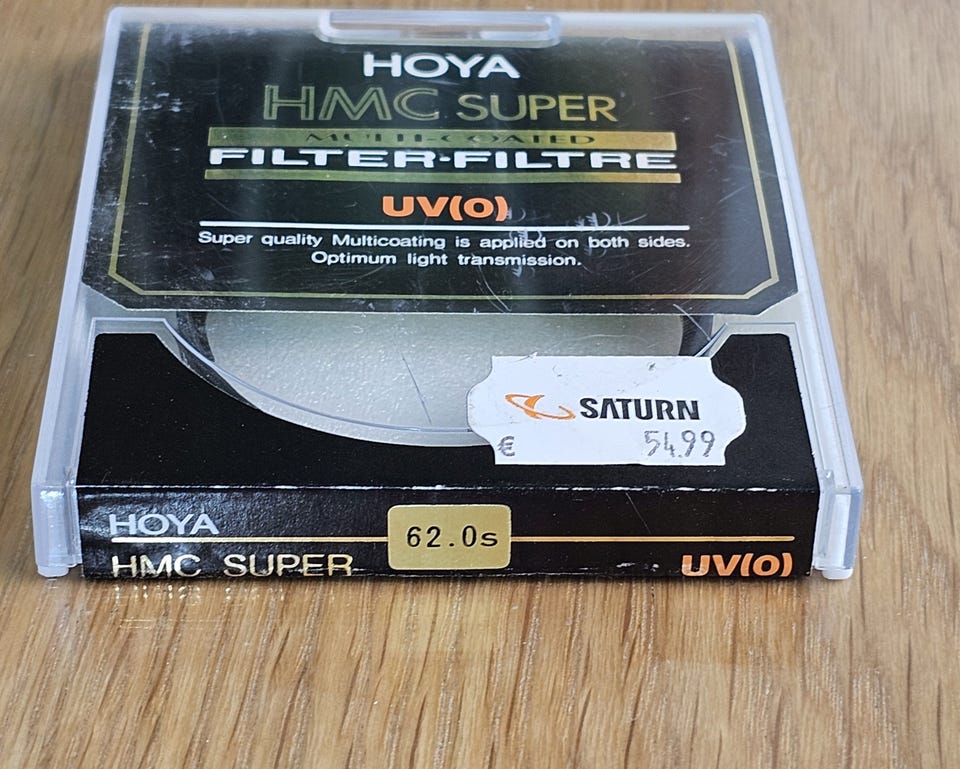 HOYA
HMC SUPER
MULTI-COATED
FILTER·FILTRE
UV(O)
Super quality Multicoating is applied on both sides.
Optimum light transmission.
SATURN
€ 54.99
HOYA
62.0s
HMC SUPER
UV(O)